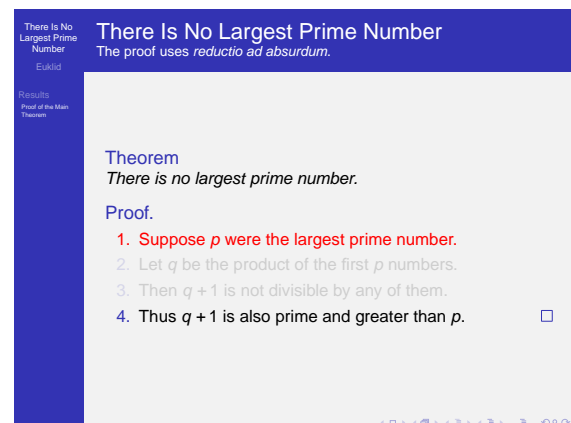 There Is No
Largest Prime
Number
Euklid
Results
Proof of the Main
Theorem
There Is No Largest Prime Number
The proof uses reductio ad absurdum.
Theorem
There is no largest prime number.
Proof.
1. Suppose p were the largest prime number.
2. Let q be the product of the first p numbers.
3. Then q + 1 is not divisible by any of them.
4. Thus q + 1 is also prime and greater than p.